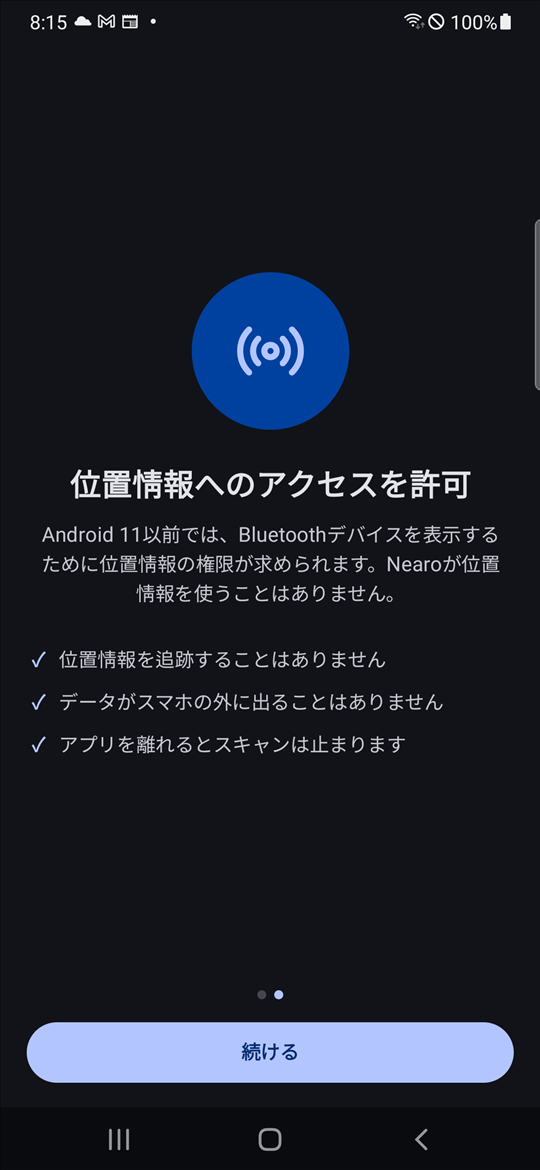 8:15
100%
位置情報へのアクセスを許可
Android 11以前では、Bluetoothデバイスを表示する
ために位置情報の権限が求められます。Nearoが位置
情報を使うことはありません。
✓ 位置情報を追跡することはありません
✓ データがスマホの外に出ることはありません
✓ アプリを離れるとスキャンは止まります
続ける